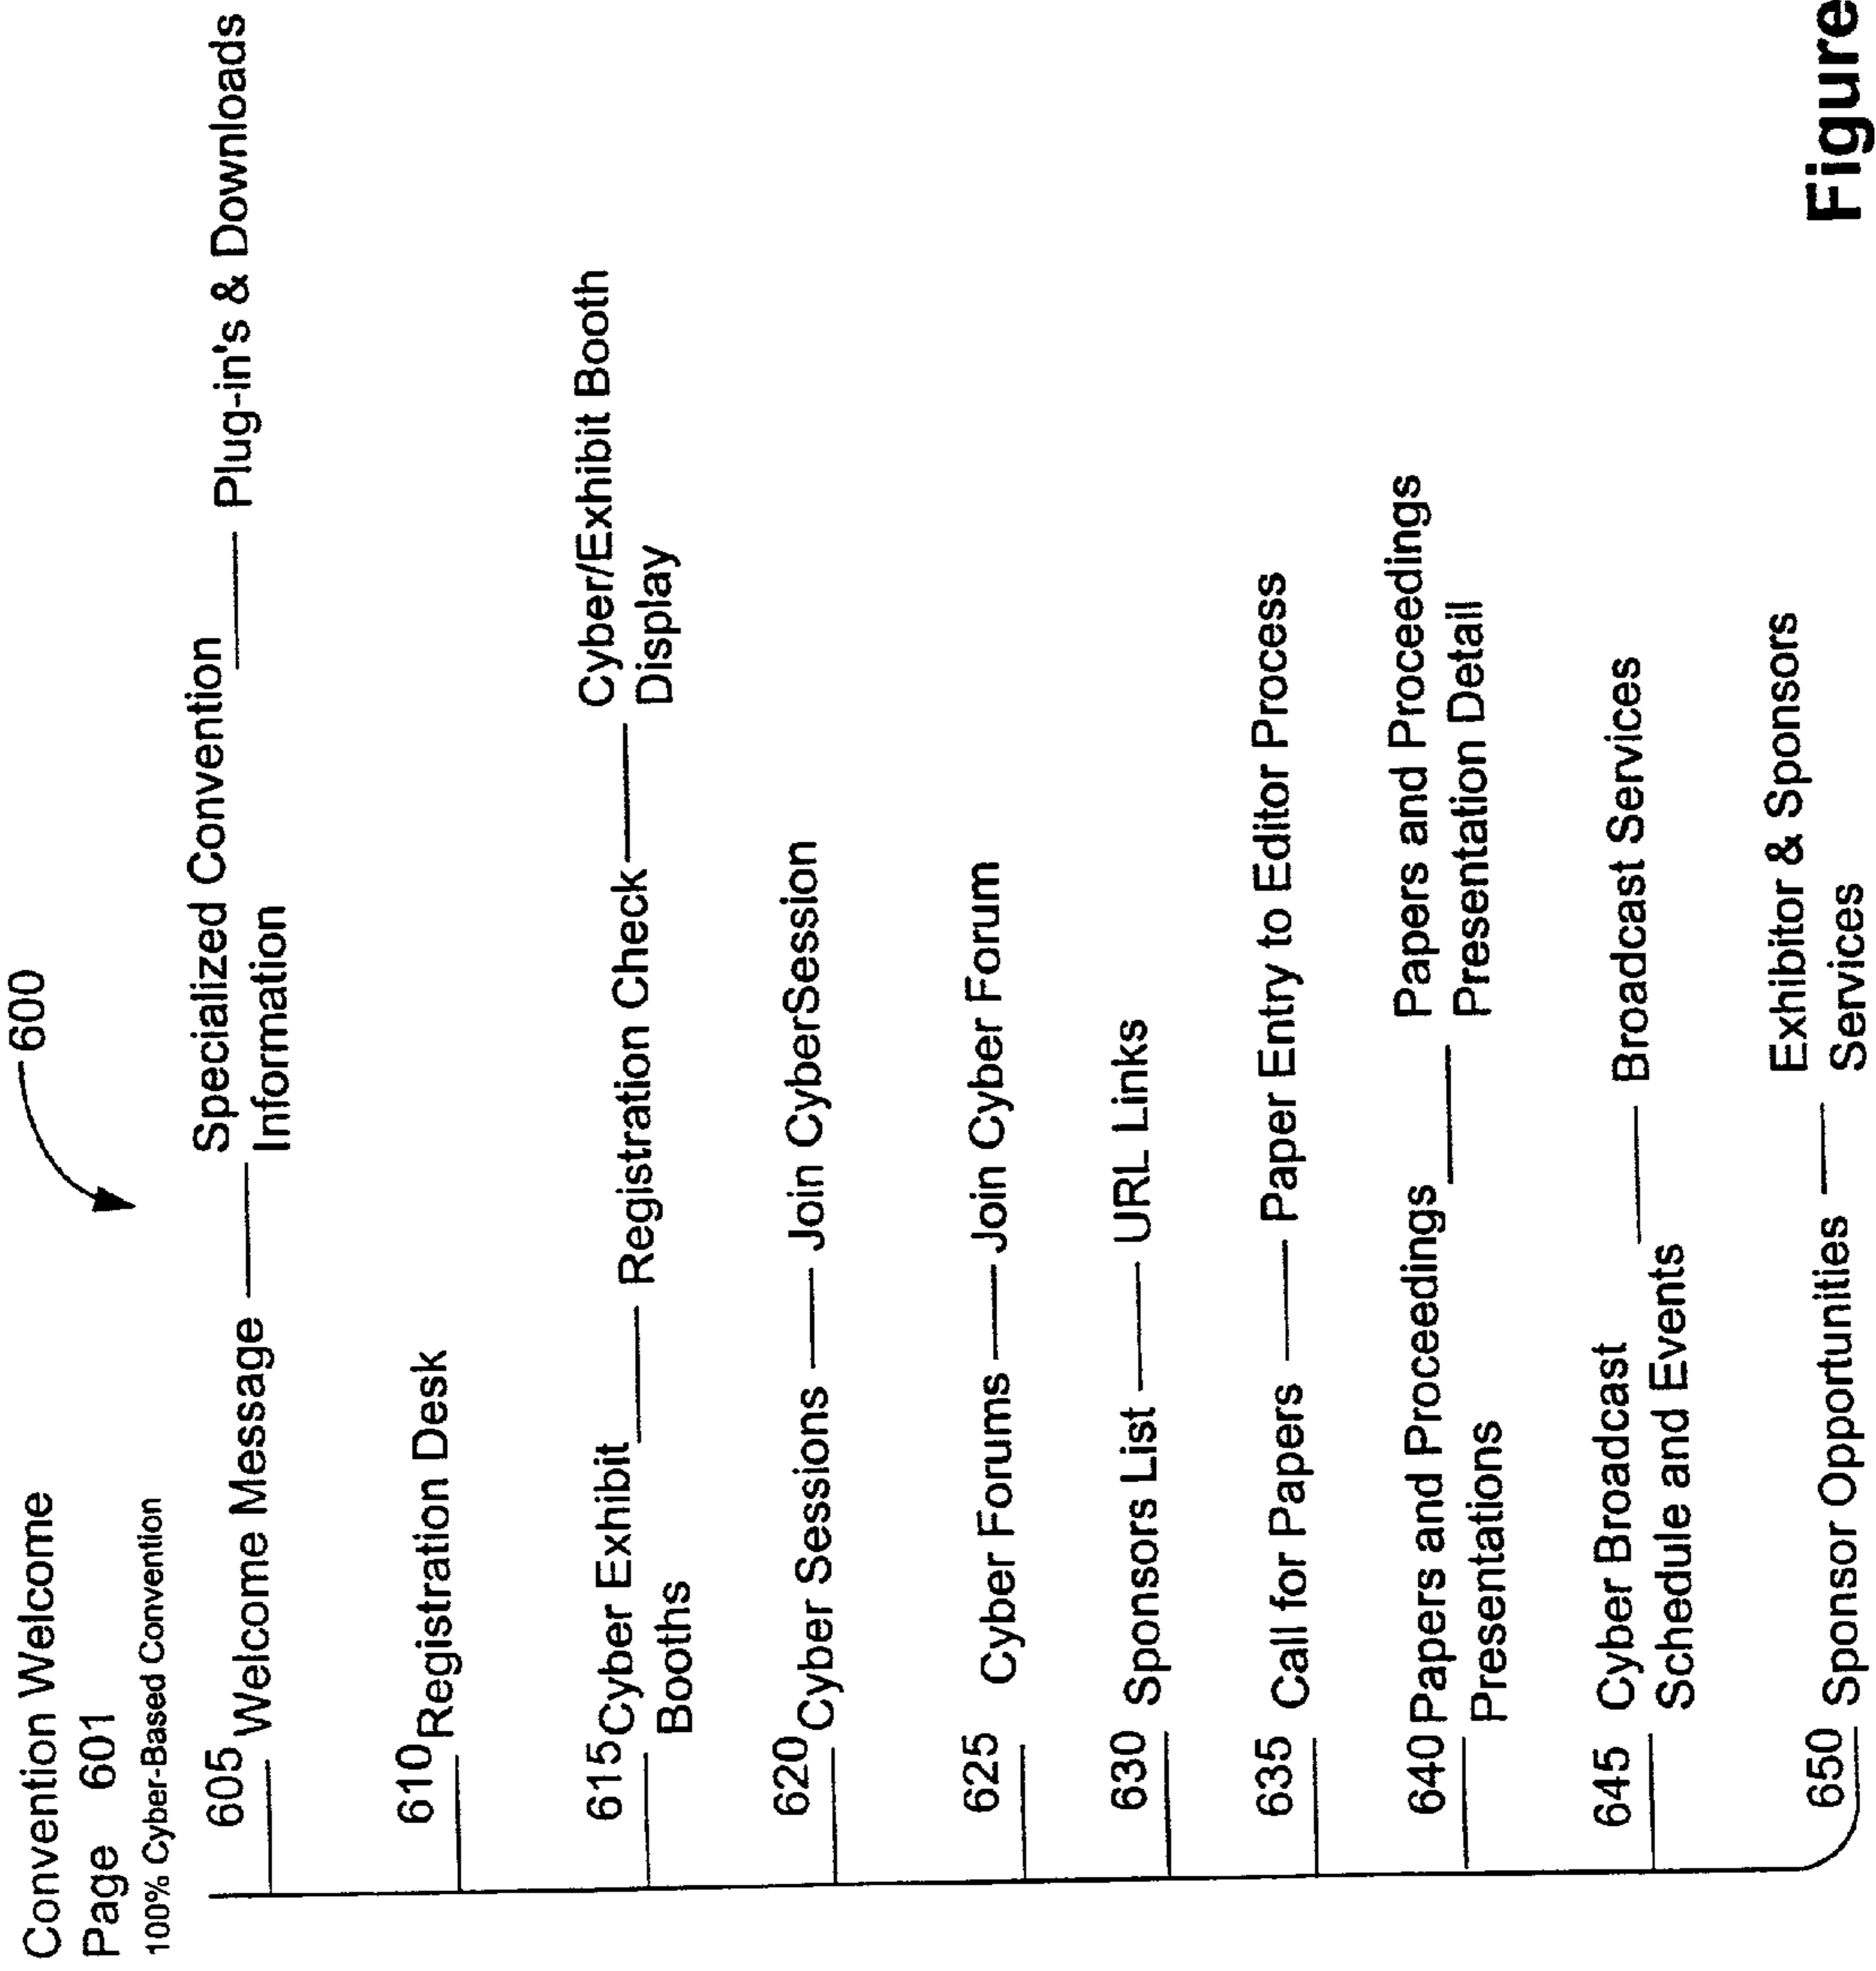 600
Convention Welcome
Page 601
100% Cyber-Based Convention
605 Welcome Message
Specialized Convention
Information
Plug-in's & Downloads
610 Registration Desk
615 Cyber Exhibit
Booths
Registration Check
Cyber/Exhibit Booth
Display
620 Cyber Sessions
Join CyberSession
625 Cyber Forums
Join Cyber Forum
630 Sponsors List
URL Links
635 Call for Papers
Paper Entry to Editor Process
640 Papers and Proceedings
Presentations
Papers and Proceedings
Presentation Detail
645 Cyber Broadcast
Schedule and Events
Broadcast Services
650 Sponsor Opportunities
Exhibitor & Sponsors
Services
Figure